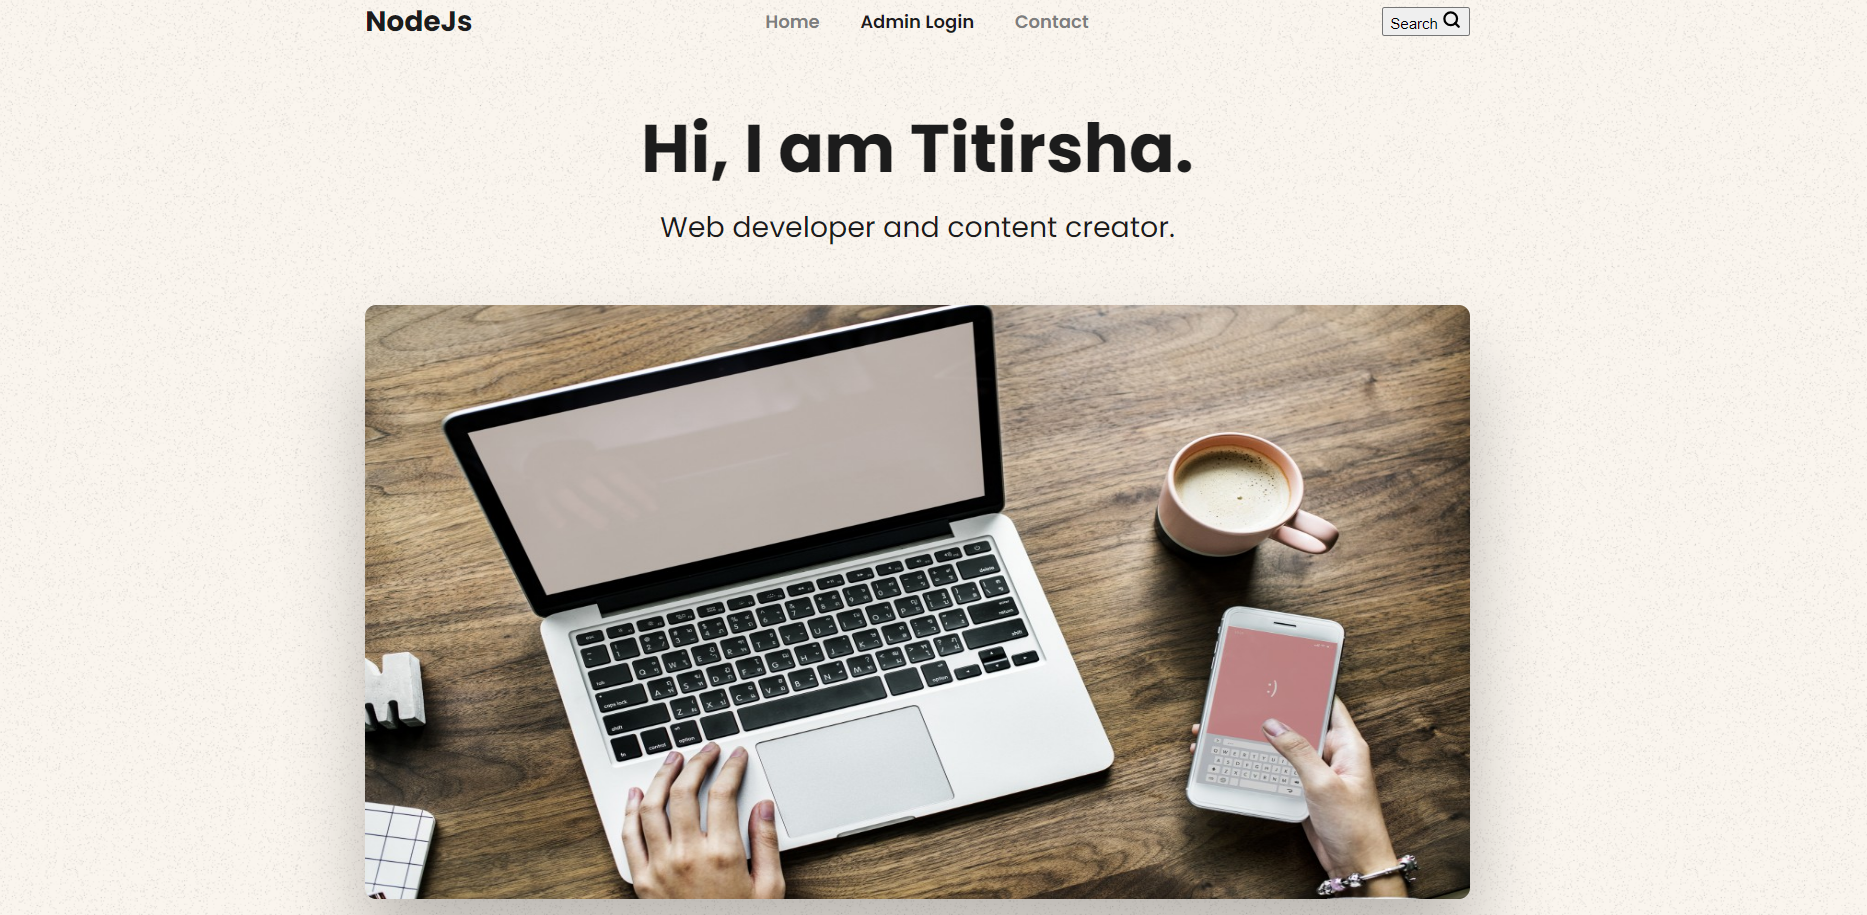 NodeJs
Home Admin Login Contact
Search
Hi, I am Titirsha.
Web developer and content creator.
:)